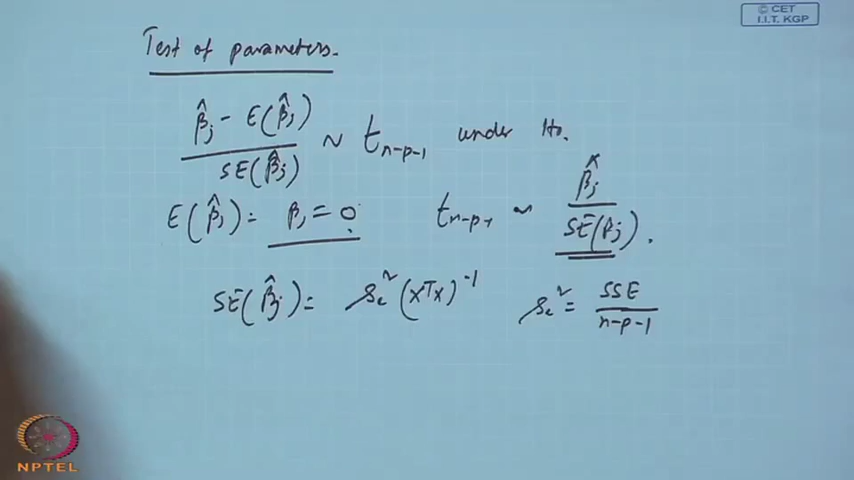 © CET
I.I.T. KGP
Test of parameters.
β̂j - E(β̂j) / SE(β̂j) ~ tn-p-1 under H0.
E(β̂j) = βj = 0 tn-p-1 ~ β̂j / SE(β̂j).
SE(β̂j) = se² (XᵀX)⁻¹ se² = SSE / n-p-1
NPTEL